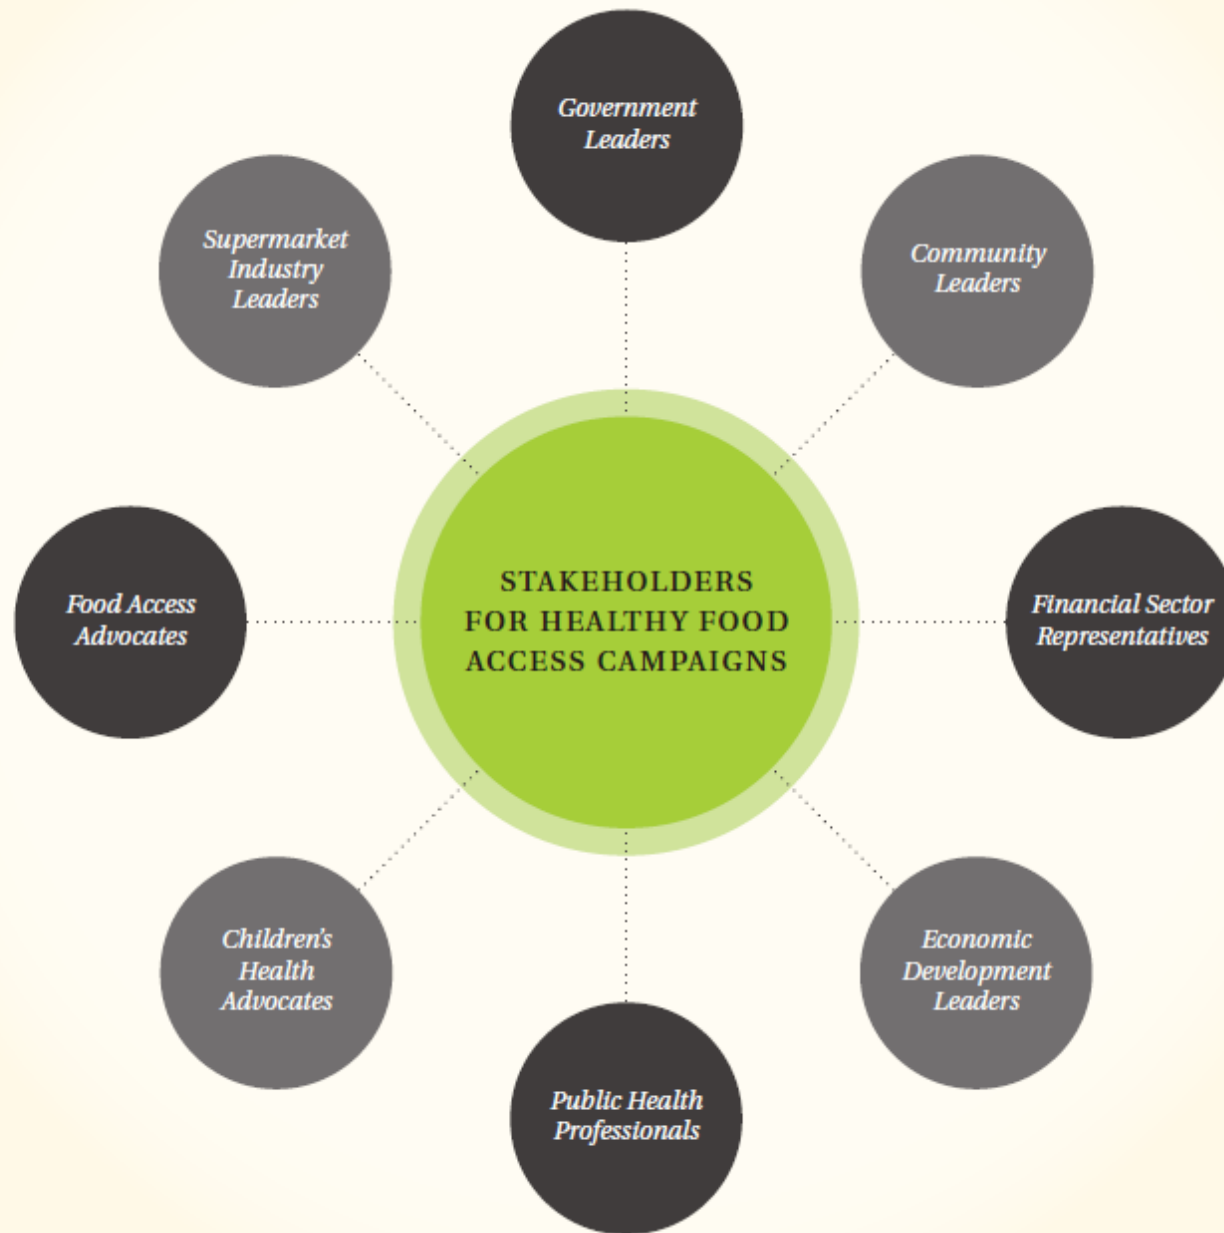 Government
Leaders
Supermarket
Industry
Leaders
Community
Leaders
Food Access
Advocates
STAKEHOLDERS
FOR HEALTHY FOOD
ACCESS CAMPAIGNS
Financial Sector
Representatives
Children’s
Health
Advocates
Economic
Development
Leaders
Public Health
Professionals